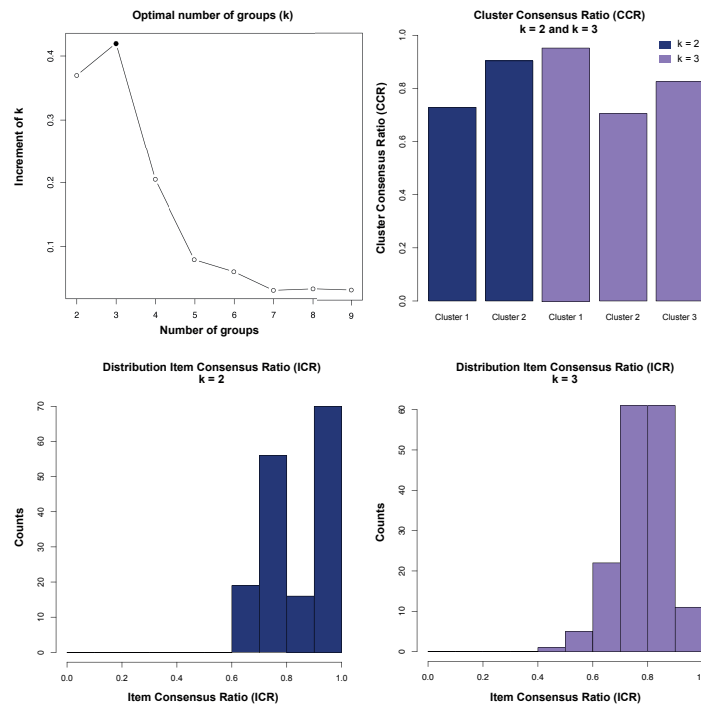 Optimal number of groups (k)
Increment of k
0.4
0.3
0.2
0.1
2 3 4 5 6 7 8 9
Number of groups
Cluster Consensus Ratio (CCR)
k = 2 and k = 3
k = 2
k = 3
Cluster Consensus Ratio (CCR)
1.0
0.8
0.6
0.4
0.2
0.0
Cluster 1 Cluster 2 Cluster 1 Cluster 2 Cluster 3
Distribution Item Consensus Ratio (ICR)
k = 2
Counts
70
60
50
40
30
20
10
0
0.0 0.2 0.4 0.6 0.8 1.0
Item Consensus Ratio (ICR)
Distribution Item Consensus Ratio (ICR)
k = 3
Counts
60
50
40
30
20
10
0
0.0 0.2 0.4 0.6 0.8
Item Consensus Ratio (ICR)